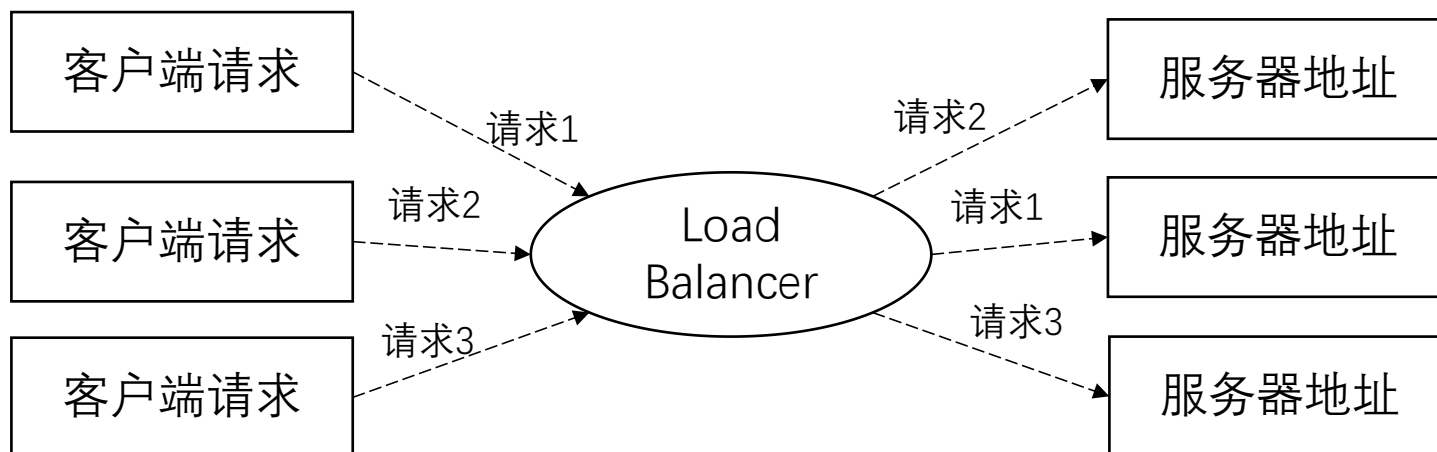 客户端请求
服务器地址
请求1
请求2
客户端请求
请求2
Load
Balancer
请求1
服务器地址
客户端请求
请求3
请求3
服务器地址